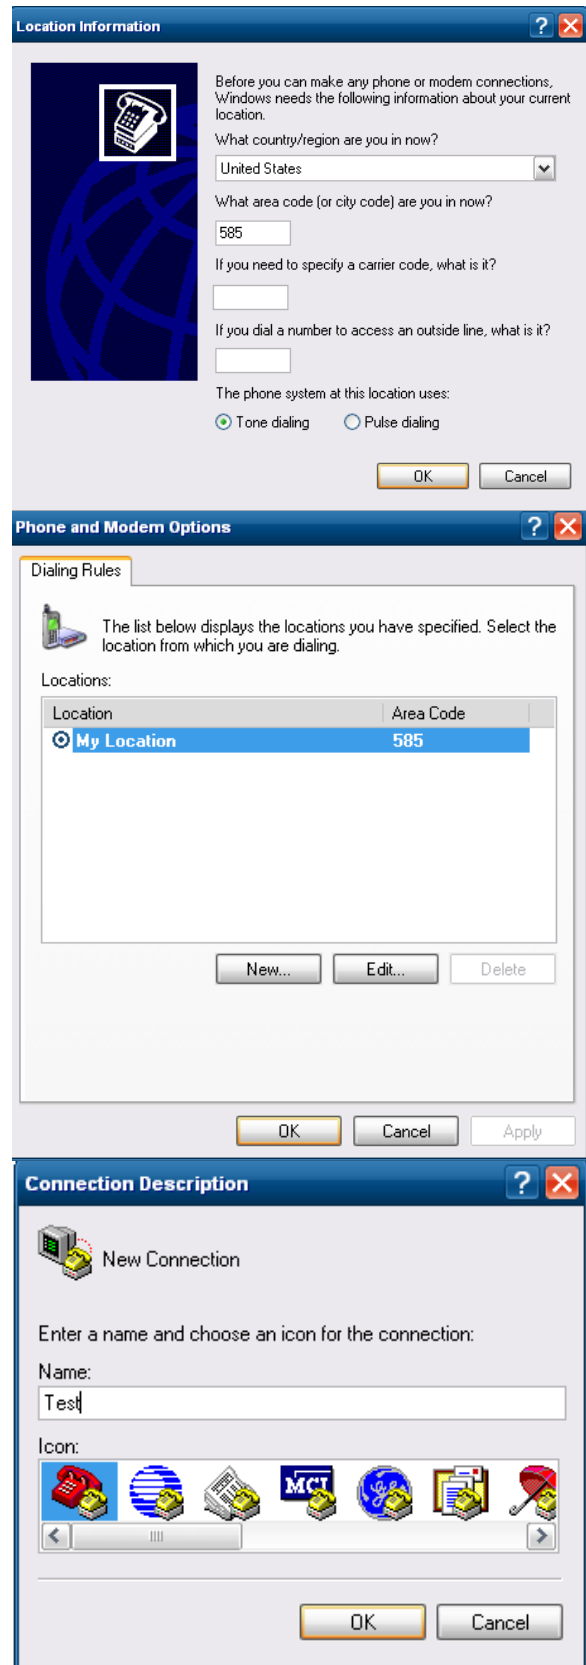 Location Information
Before you can make any phone or modem connections,
Windows needs the following information about your current
location.
What country/region are you in now?
United States
What area code (or city code) are you in now?
585
If you need to specify a carrier code, what is it?
If you dial a number to access an outside line, what is it?
The phone system at this location uses:
Tone dialing Pulse dialing
OK Cancel
Phone and Modem Options
Dialing Rules
The list below displays the locations you have specified. Select the
location from which you are dialing.
Locations:
Location Area Code
My Location 585
New... Edit... Delete
OK Cancel Apply
Connection Description
New Connection
Enter a name and choose an icon for the connection:
Name:
Test
Icon:
MCI
OK Cancel